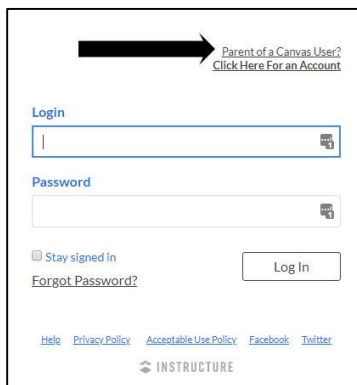 Parent of a Canvas User?
Click Here For an Account
Login
Password
Stay signed in
Log In
Forgot Password?
Help Privacy Policy Acceptable Use Policy Facebook Twitter
INSTRUCTURE